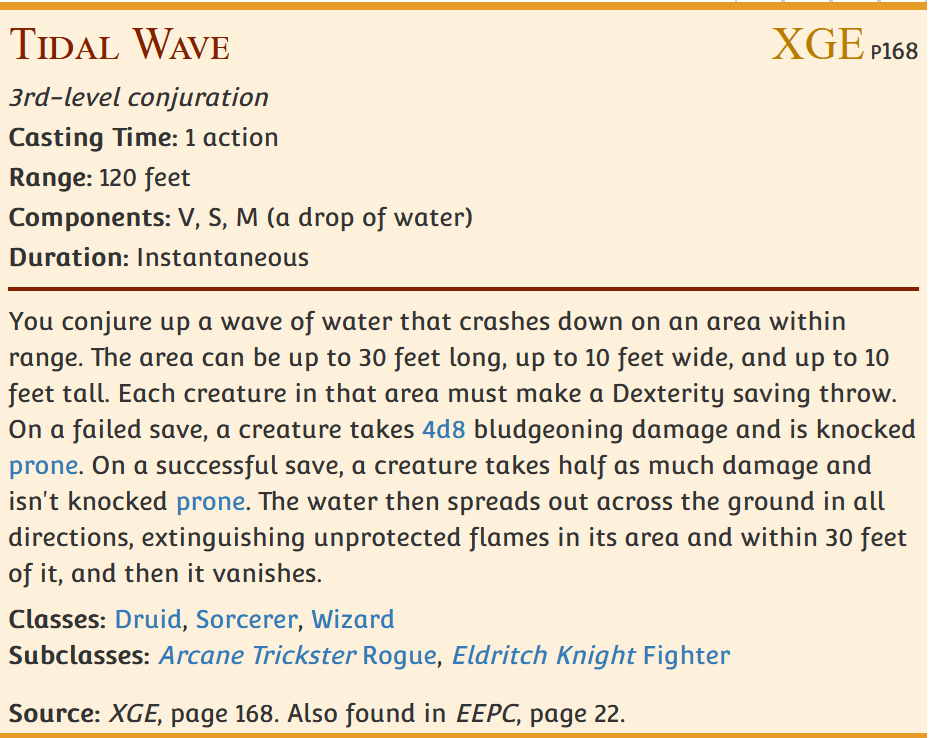 Tidal Wave XGE P168
3rd-level conjuration
Casting Time: 1 action
Range: 120 feet
Components: V, S, M (a drop of water)
Duration: Instantaneous
You conjure up a wave of water that crashes down on an area within
range. The area can be up to 30 feet long, up to 10 feet wide, and up to 10
feet tall. Each creature in that area must make a Dexterity saving throw.
On a failed save, a creature takes 4d8 bludgeoning damage and is knocked
prone. On a successful save, a creature takes half as much damage and
isn't knocked prone. The water then spreads out across the ground in all
directions, extinguishing unprotected flames in its area and within 30 feet
of it, and then it vanishes.
Classes: Druid, Sorcerer, Wizard
Subclasses: Arcane Trickster Rogue, Eldritch Knight Fighter
Source: XGE, page 168. Also found in EEPC, page 22.